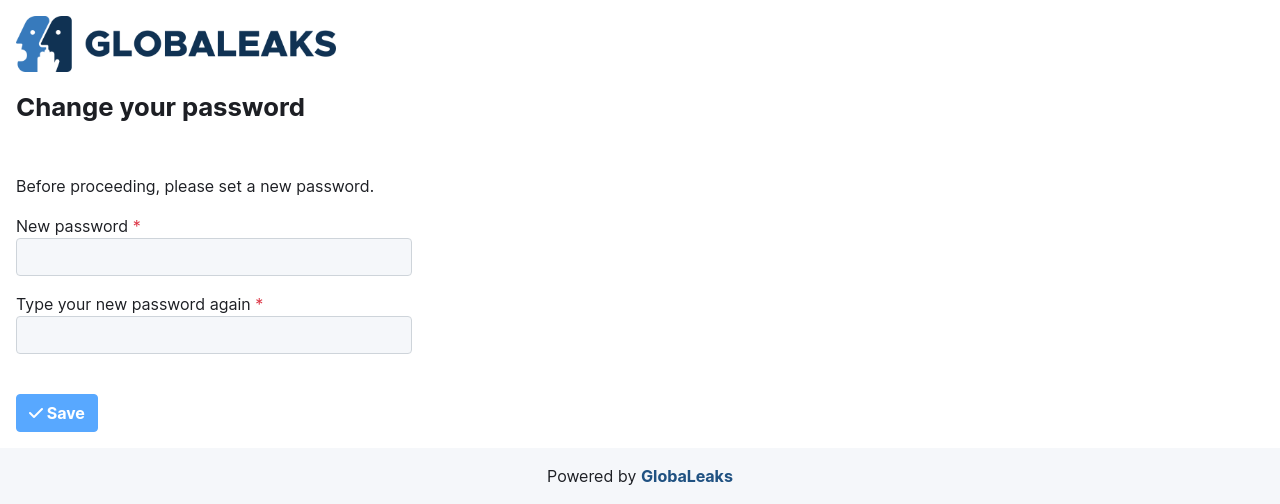 GLOBALEAKS
Change your password
Before proceeding, please set a new password.
New password *
Type your new password again *
Save
Powered by GlobaLeaks